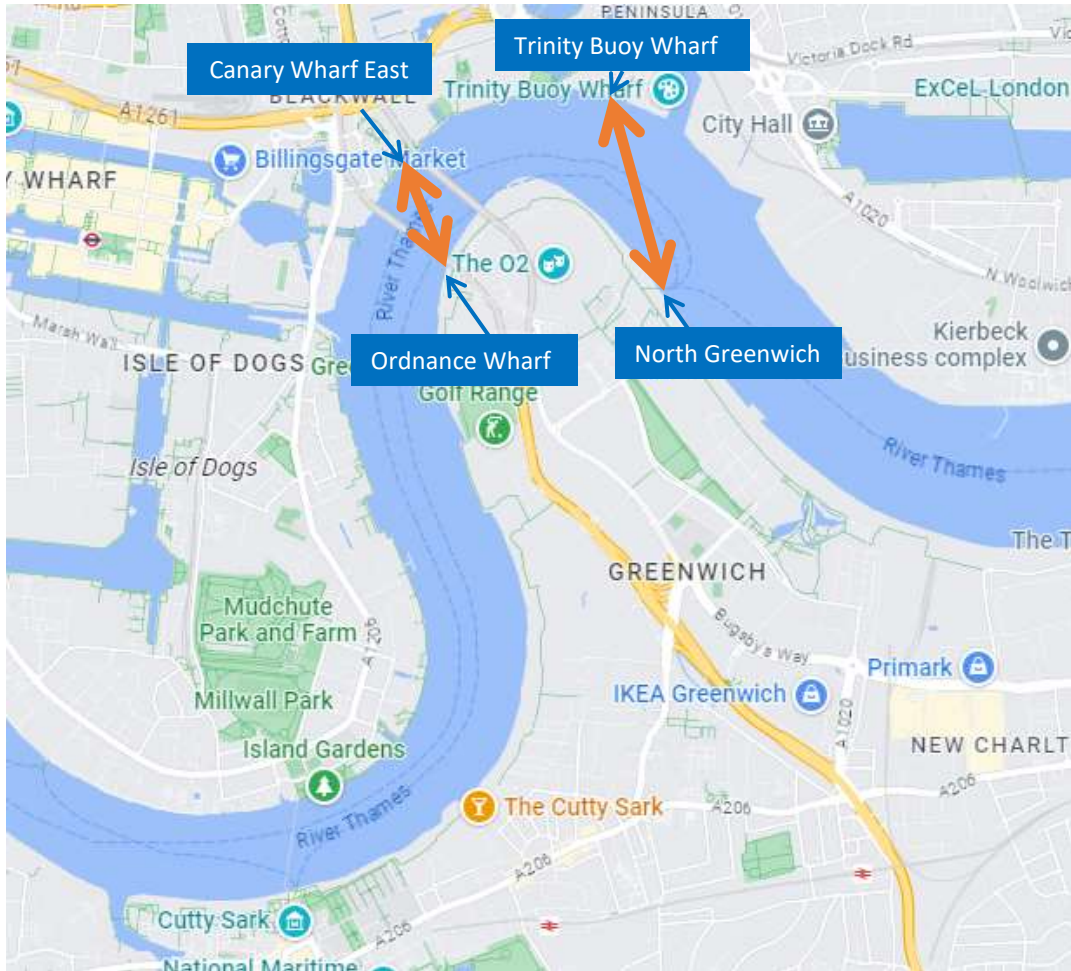 PENINSULA
Trinity Buoy Wharf
Victoria Dock Rd
Canary Wharf East
BLACKWALL
Trinity Buoy Wharf
ExCeL London
A1261
City Hall
Billingsgate Market
Y WHARF
A1020
River Thames
The O2
N Woolwich
Marsh Wall
Kierbeck
usiness complex
ISLE OF DOGS
Gre
Ordnance Wharf
North Greenwich
Golf Range
River Thames
Isle of Dogs
The T
GREENWICH
Mudchute
Park and Farm
A1206
Bugsby's Way
Primark
Millwall Park
IKEA Greenwich
A1020
Island Gardens
NEW CHARLT
River Thames
The Cutty Sark
A206
A206
A206
Cutty Sark
A206
National Maritime